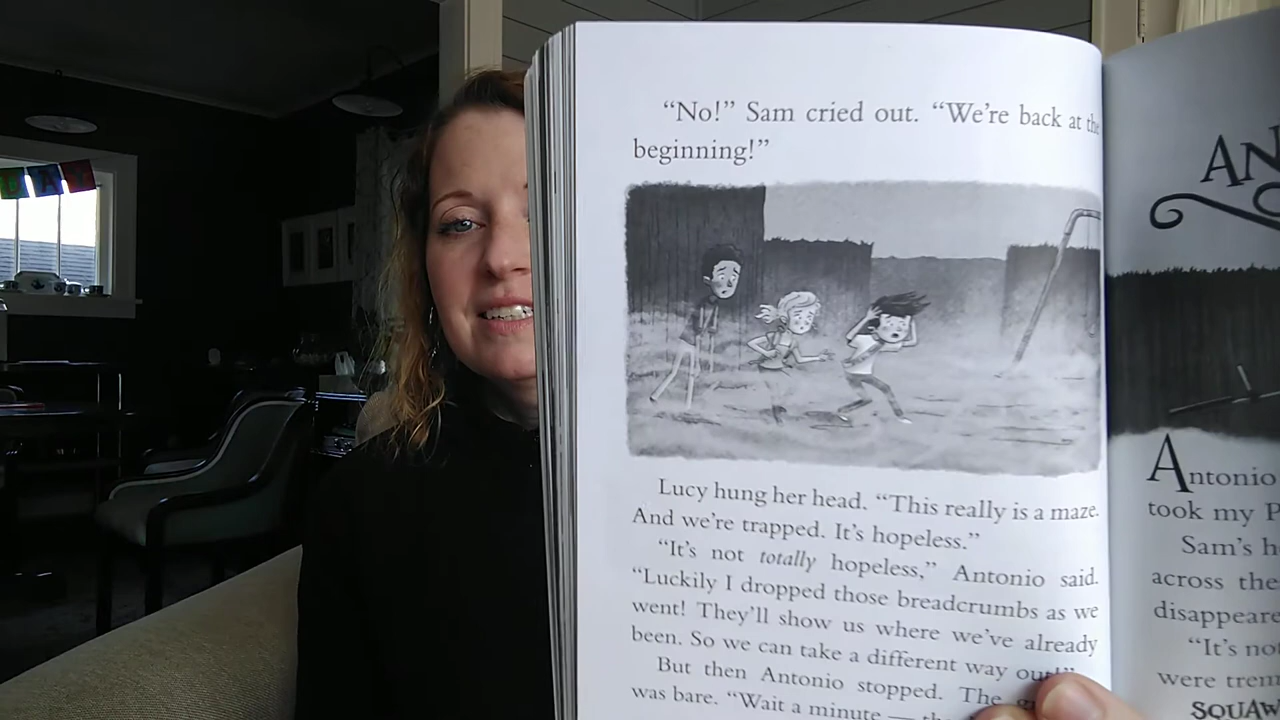 “No!” Sam cried out. “We’re back at the
beginning!”
Lucy hung her head. “This really is a maze.
And we’re trapped. It’s hopeless.”
“It’s not totally hopeless,” Antonio said.
“Luckily I dropped those breadcrumbs as we
went! They’ll show us where we’ve already
been. So we can take a different way out!”
But then Antonio stopped. The
was bare. “Wait a minute —
AN
Antonio
took my
Sam’s
across the
disappeare
“It’s not
were trem
SQUAW
DAY